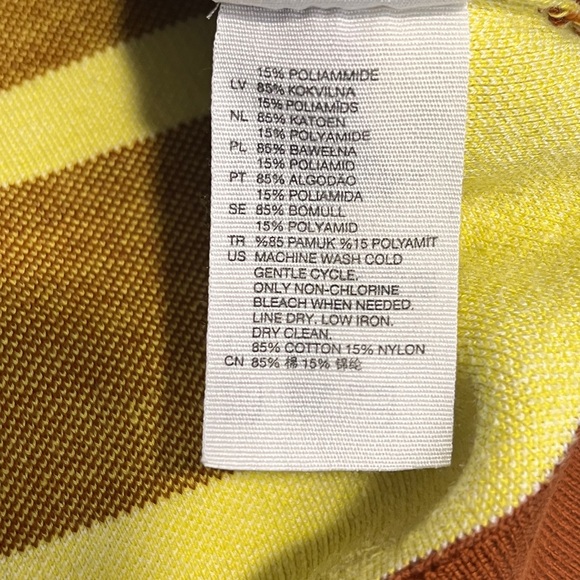 15% POLIAMMIDE
LV 85% KOKVILNA
15% POLIAMĪDS
NL 85% KATOEN
15% POLYAMIDE
PL 85% BAWEŁNA
15% POLIAMID
PT 85% ALGODÃO
15% POLIAMIDA
SE 85% BOMULL
15% POLYAMID
TR %85 PAMUK %15 POLYAMIT
US MACHINE WASH COLD
GENTLE CYCLE.
ONLY NON-CHLORINE
BLEACH WHEN NEEDED.
LINE DRY, LOW IRON.
DRY CLEAN.
85% COTTON 15% NYLON
CN 85% 棉 15% 锦纶